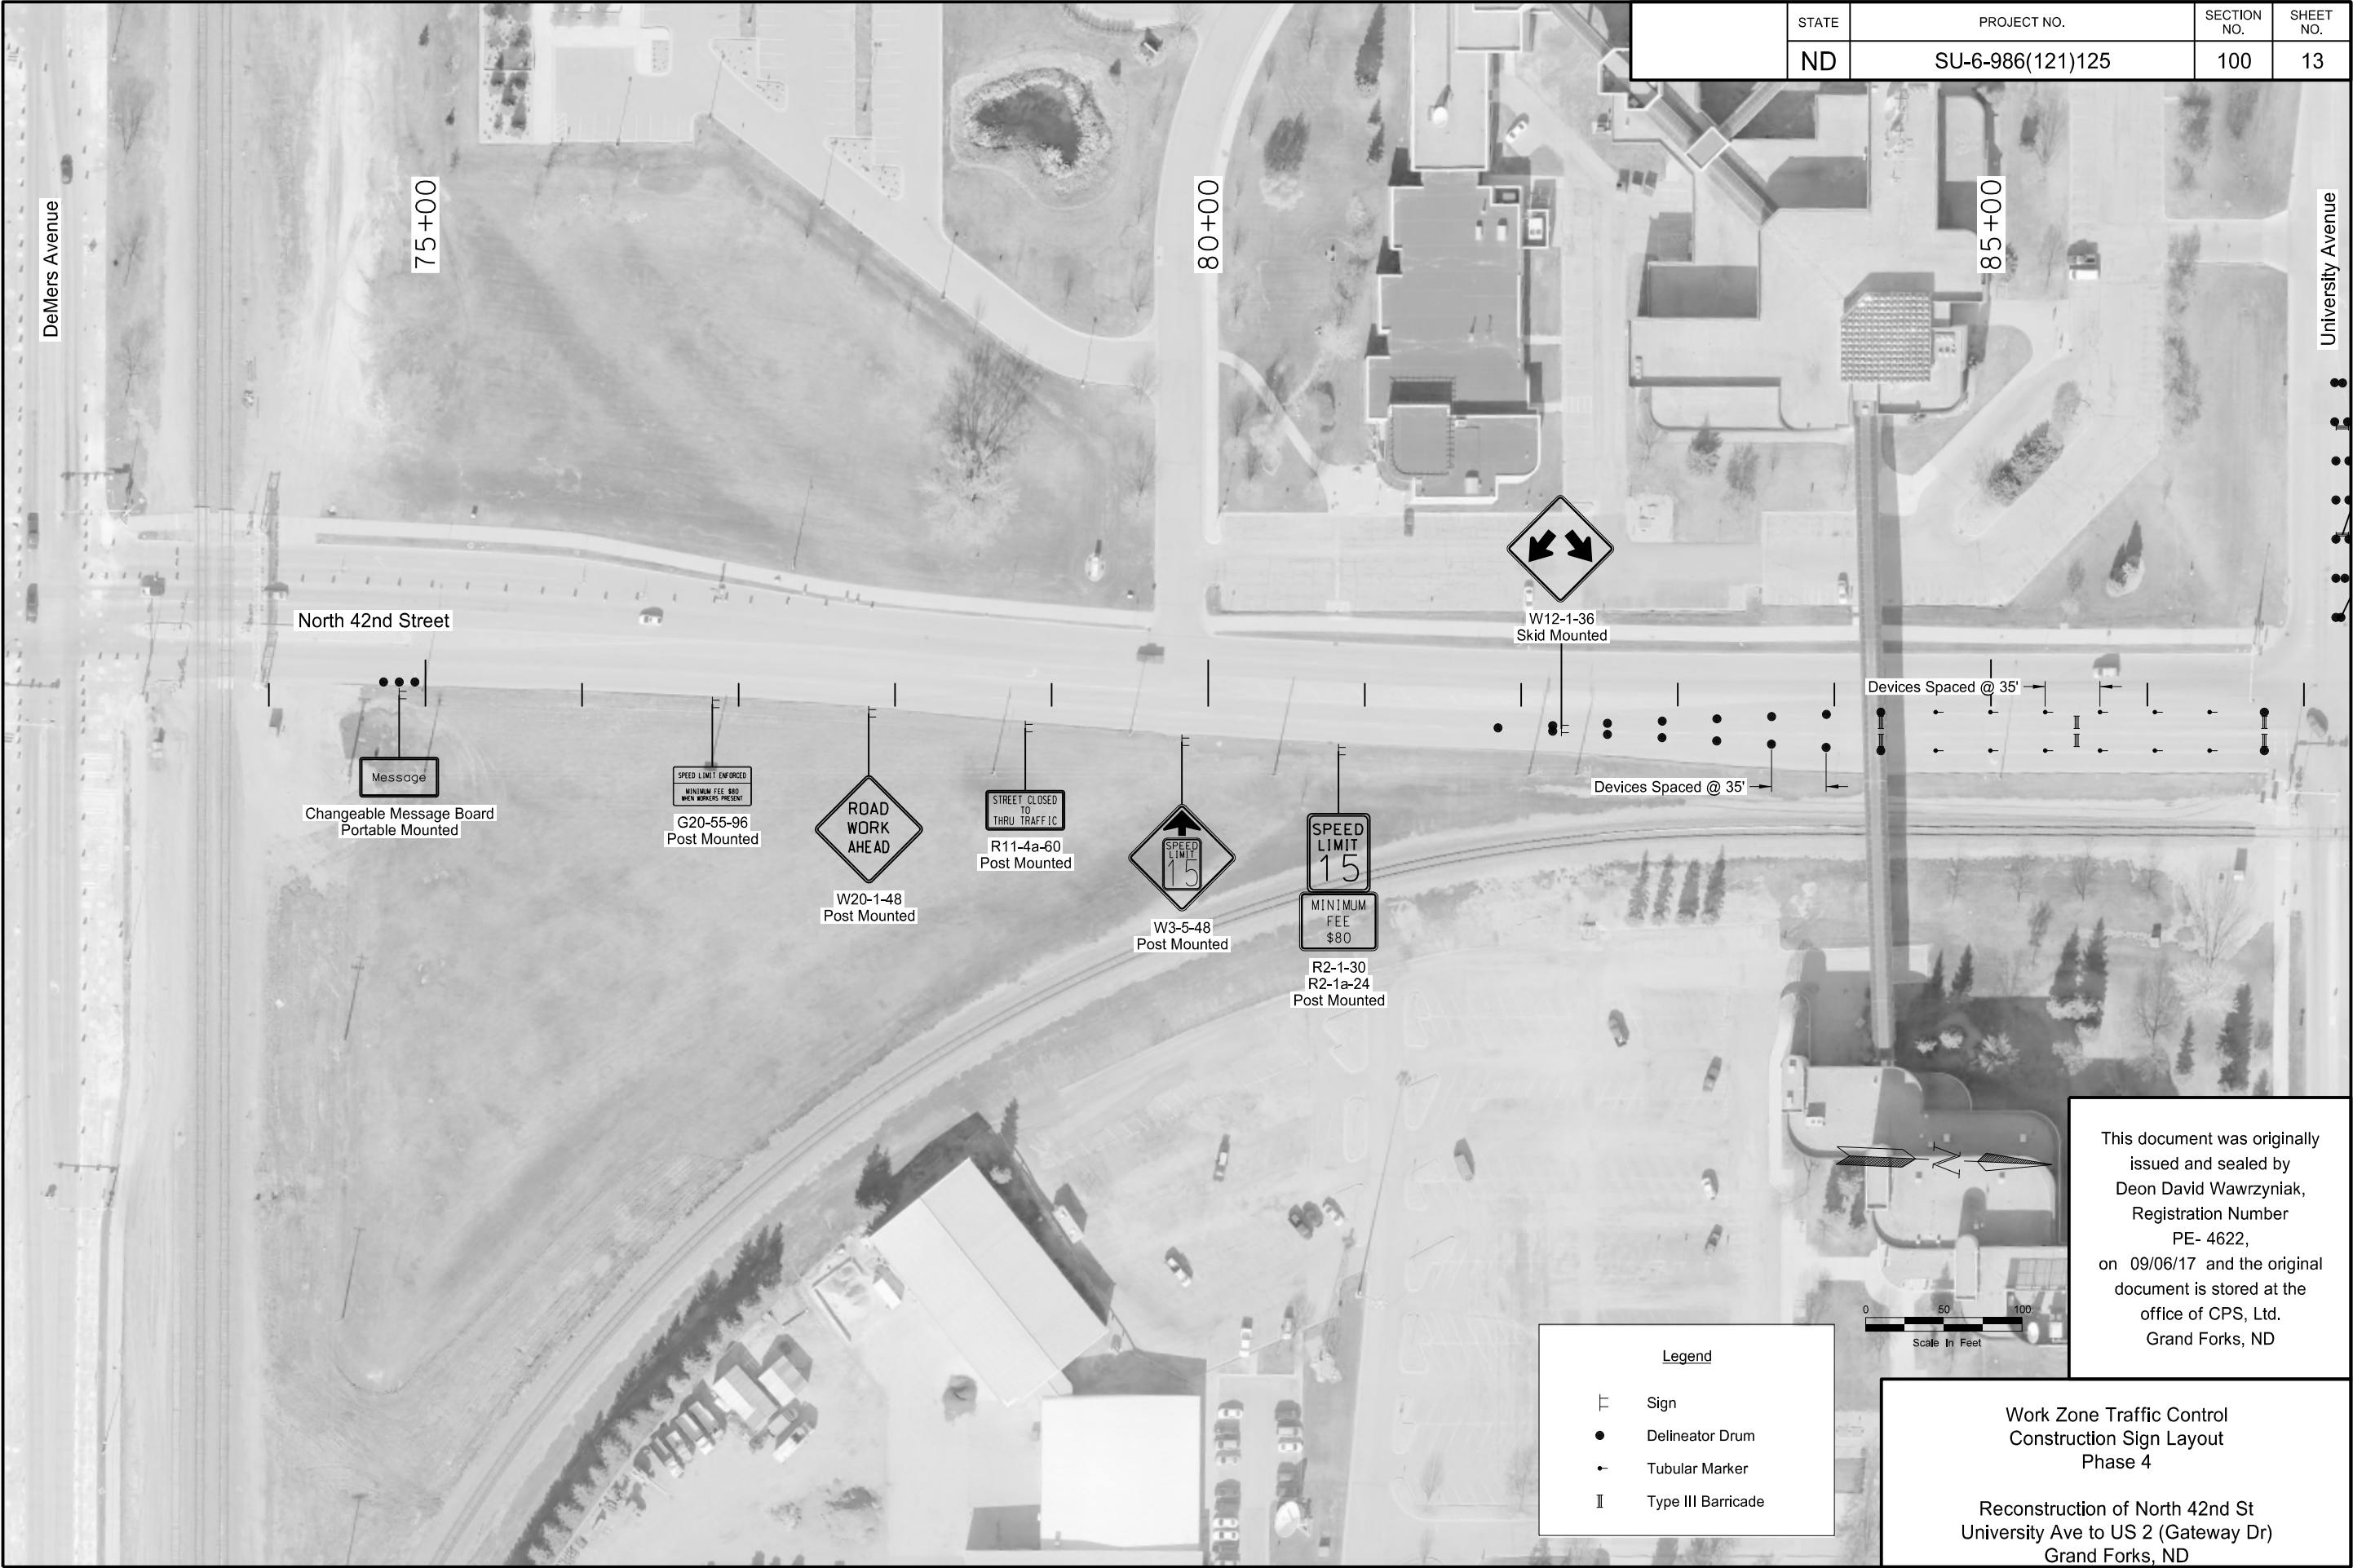 STATE
PROJECT NO.
SECTION
NO.
SHEET
NO.
ND
SU-6-986(121)125
100
13
DeMers Avenue
75+00
80+00
85+00
University Avenue
North 42nd Street
W12-1-36
Skid Mounted
Devices Spaced @ 35'
Devices Spaced @ 35'
Message
Changeable Message Board
Portable Mounted
SPEED LIMIT ENFORCED
MINIMUM FEE $80
WHEN WORKERS PRESENT
G20-55-96
Post Mounted
ROAD
WORK
AHEAD
W20-1-48
Post Mounted
STREET CLOSED
TO
THRU TRAFFIC
R11-4a-60
Post Mounted
SPEED
LIMIT
15
W3-5-48
Post Mounted
SPEED
LIMIT
15
MINIMUM
FEE
$80
R2-1-30
R2-1a-24
Post Mounted
N
This document was originally
issued and sealed by
Deon David Wawrzyniak,
Registration Number
PE- 4622,
on 09/06/17 and the original
document is stored at the
office of CPS, Ltd.
Grand Forks, ND
0 50 100
Scale In Feet
Legend
Sign
Delineator Drum
Tubular Marker
Type III Barricade
Work Zone Traffic Control
Construction Sign Layout
Phase 4
Reconstruction of North 42nd St
University Ave to US 2 (Gateway Dr)
Grand Forks, ND